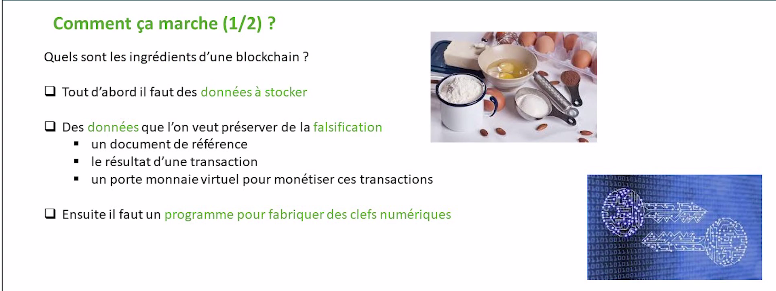 Comment ça marche (1/2) ?
Quels sont les ingrédients d'une blockchain ?
❑ Tout d'abord il faut des données à stocker
❑ Des données que l'on veut préserver de la falsification
▪ un document de référence
▪ le résultat d'une transaction
▪ un porte monnaie virtuel pour monétiser ces transactions
❑ Ensuite il faut un programme pour fabriquer des clefs numériques